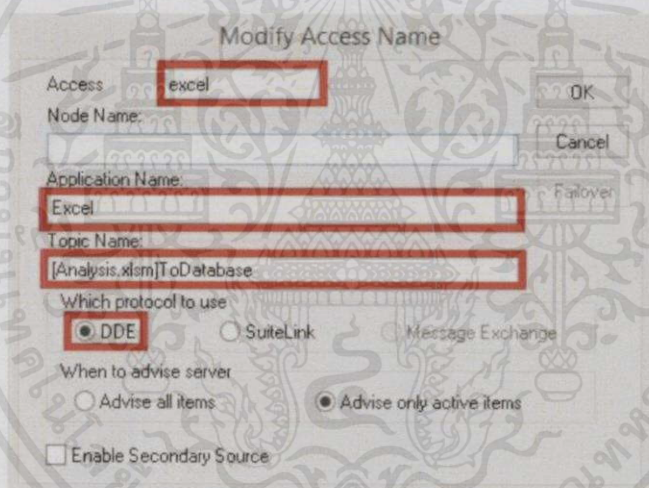 Modify Access Name
Access excel
OK
Node Name:
Cancel
Application Name:
Failover
Excel
Topic Name:
[Analysis.xlsm]ToDatabase
Which protocol to use
DDE SuiteLink Message Exchange
When to advise server
Advise all items Advise only active items
Enable Secondary Source